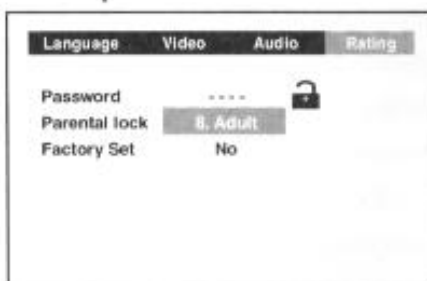 Language Video Audio Rating
Password - - - -
Parental lock 8. Adult
Factory Set No